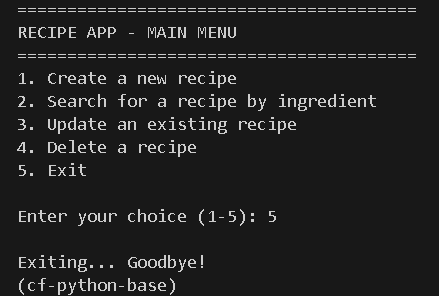 ========================================
RECIPE APP - MAIN MENU
========================================
1. Create a new recipe
2. Search for a recipe by ingredient
3. Update an existing recipe
4. Delete a recipe
5. Exit
Enter your choice (1-5): 5
Exiting... Goodbye!
(cf-python-base)